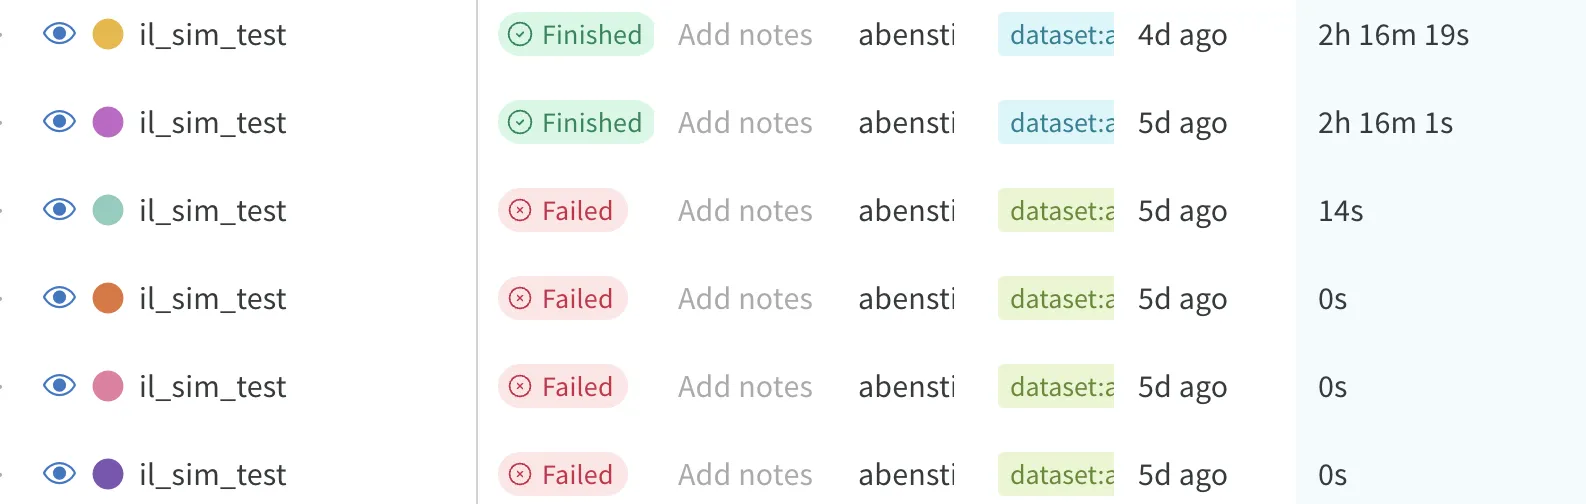 il_sim_test Finished Add notes abensti dataset:a 4d ago 2h 16m 19s
il_sim_test Finished Add notes abensti dataset:a 5d ago 2h 16m 1s
il_sim_test Failed Add notes abensti dataset:a 5d ago 14s
il_sim_test Failed Add notes abensti dataset:a 5d ago 0s
il_sim_test Failed Add notes abensti dataset:a 5d ago 0s
il_sim_test Failed Add notes abensti dataset:a 5d ago 0s